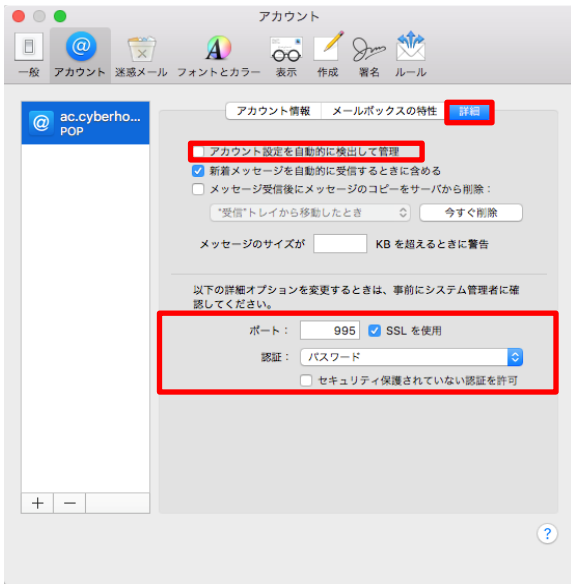 アカウント
一般 アカウント 迷惑メール フォントとカラー 表示 作成 署名 ルール
@ ac.cyberho...
POP
アカウント情報 メールボックスの特性 詳細
アカウント設定を自動的に検出して管理
新着メッセージを自動的に受信するときに含める
メッセージ受信後にメッセージのコピーをサーバから削除：
"受信"トレイから移動したとき 今すぐ削除
メッセージのサイズが KB を超えるときに警告
以下の詳細オプションを変更するときは、事前にシステム管理者に確
認してください。
ポート： 995 SSL を使用
認証： パスワード
セキュリティ保護されていない認証を許可
+ −
?